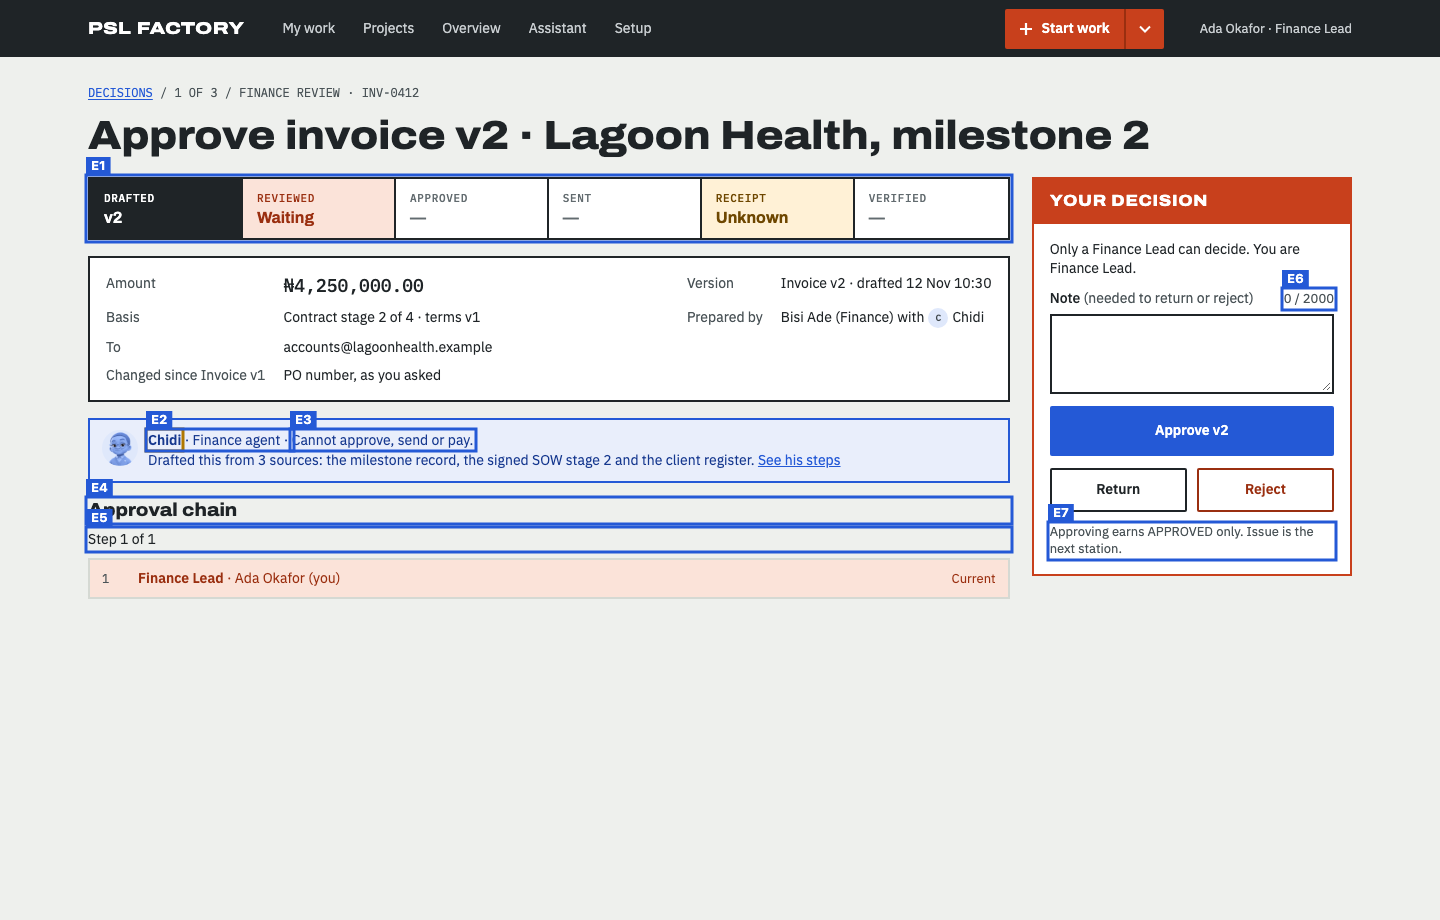 PSL FACTORY
My work Projects Overview Assistant Setup
+ Start work
Ada Okafor · Finance Lead
DECISIONS / 1 OF 3 / FINANCE REVIEW · INV-0412
Approve invoice v2 · Lagoon Health, milestone 2
E1
DRAFTED REVIEWED APPROVED SENT RECEIPT VERIFIED
v2 Waiting — — Unknown —
Amount ₦4,250,000.00 Version Invoice v2 · drafted 12 Nov 10:30
Basis Contract stage 2 of 4 · terms v1 Prepared by Bisi Ade (Finance) with C Chidi
To accounts@lagoonhealth.example
Changed since Invoice v1 PO number, as you asked
E2 E3
Chidi · Finance agent · Cannot approve, send or pay.
Drafted this from 3 sources: the milestone record, the signed SOW stage 2 and the client register. See his steps
E4
Approval chain
E5
Step 1 of 1
1 Finance Lead · Ada Okafor (you) Current
YOUR DECISION
Only a Finance Lead can decide. You are
Finance Lead.
E6
Note (needed to return or reject) 0 / 2000
Approve v2
Return Reject
E7
Approving earns APPROVED only. Issue is the
next station.